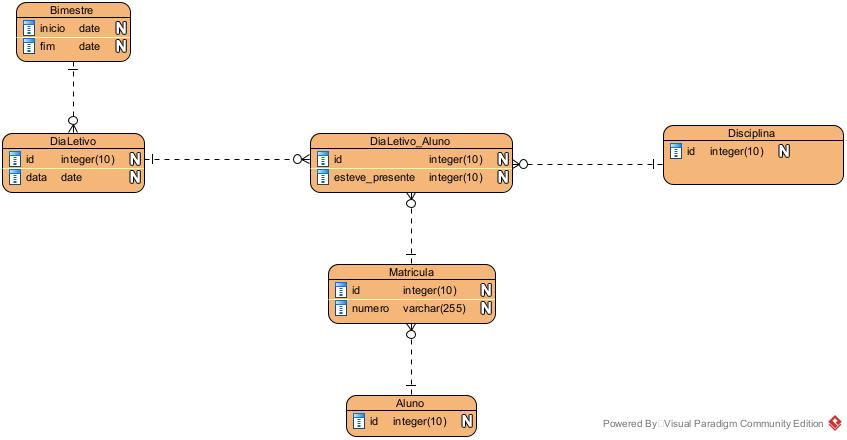 Bimestre
inicio date N
fim date N
DiaLetivo
id integer(10) N
data date N
DiaLetivo_Aluno
id integer(10) N
esteve_presente integer(10) N
Disciplina
id integer(10) N
Matricula
id integer(10) N
numero varchar(255) N
Aluno
id integer(10) N
Powered By Visual Paradigm Community Edition